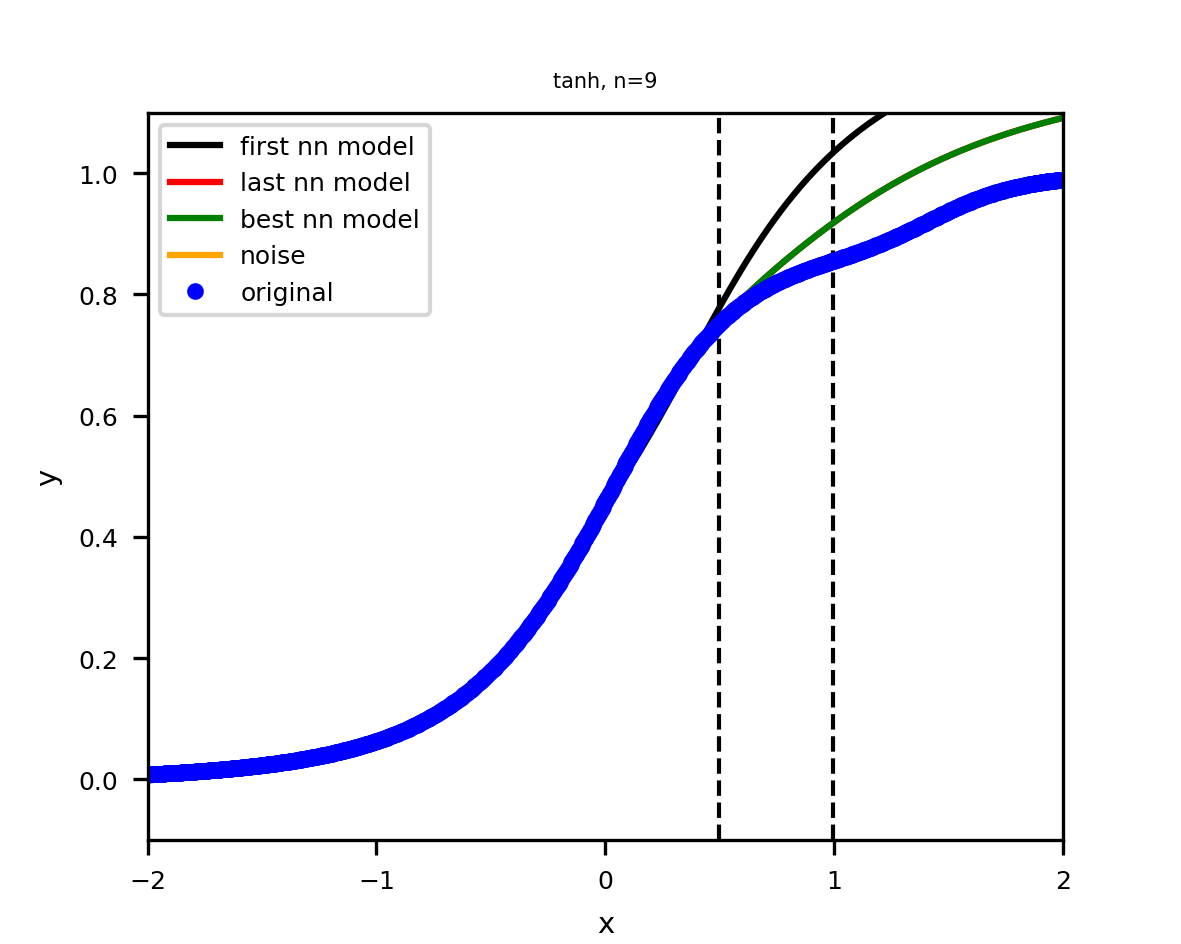 tanh, n=9
first nn model
last nn model
best nn model
noise
original
1.0
0.8
0.6
0.4
0.2
0.0
y
−2
−1
0
1
2
x